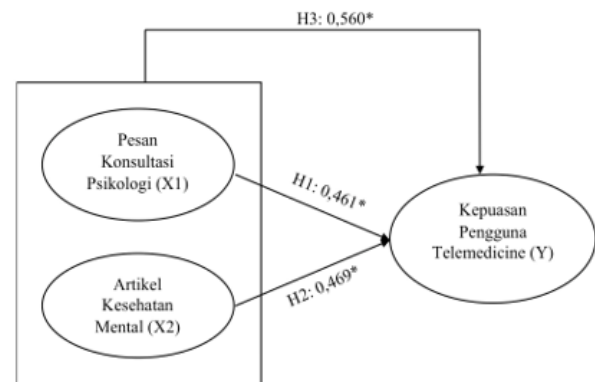 H3: 0,560*
Pesan
Konsultasi
Psikologi (X1)
H1: 0,461*
Kepuasan
Pengguna
Telemedicine (Y)
Artikel
Kesehatan
Mental (X2)
H2: 0,469*